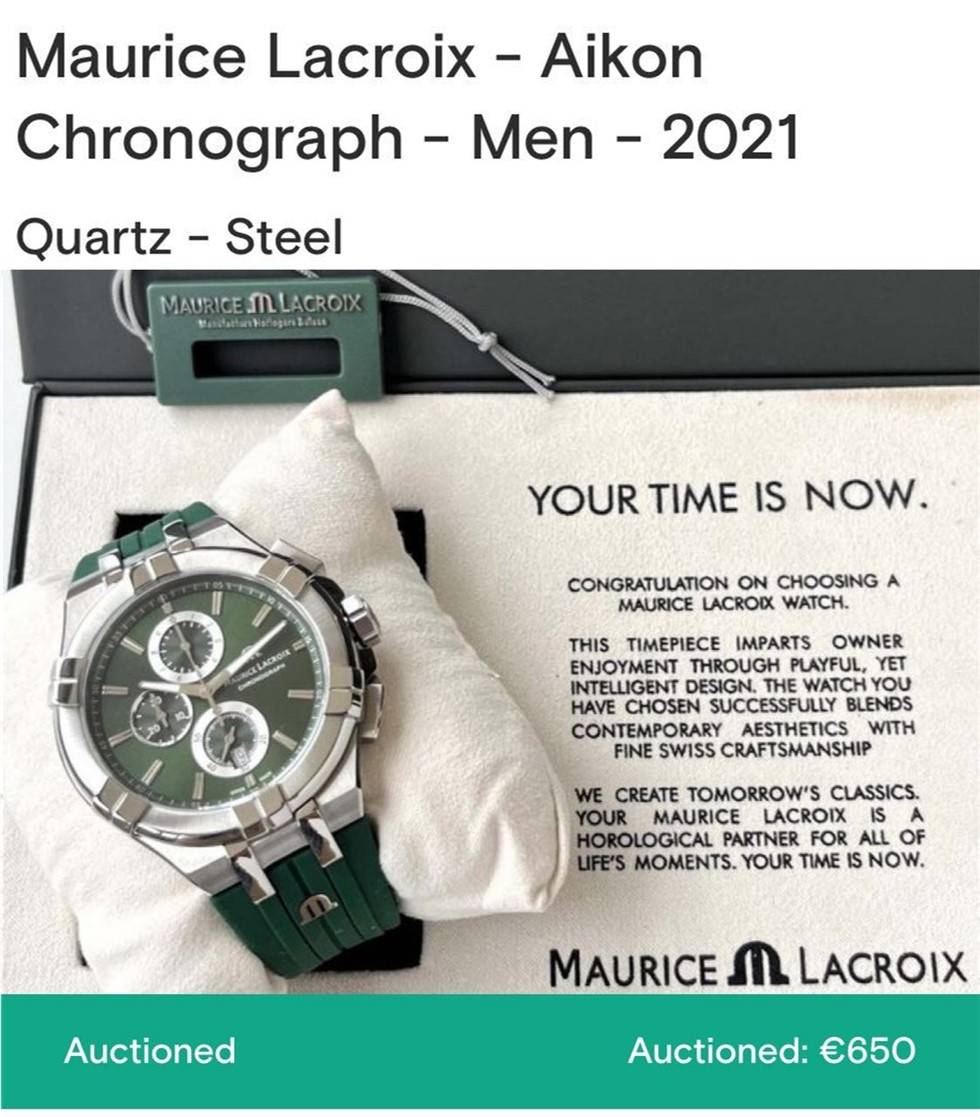 Maurice Lacroix - Aikon
Chronograph - Men - 2021
Quartz - Steel
MAURICE M LACROIX
Manufacture Horlogère Suisse
MAURICE LACROIX
CHRONOGRAPH
YOUR TIME IS NOW.
CONGRATULATION ON CHOOSING A
MAURICE LACROIX WATCH.
THIS TIMEPIECE IMPARTS OWNER
ENJOYMENT THROUGH PLAYFUL, YET
INTELLIGENT DESIGN. THE WATCH YOU
HAVE CHOSEN SUCCESSFULLY BLENDS
CONTEMPORARY AESTHETICS WITH
FINE SWISS CRAFTSMANSHIP
WE CREATE TOMORROW'S CLASSICS.
YOUR MAURICE LACROIX IS A
HOROLOGICAL PARTNER FOR ALL OF
LIFE'S MOMENTS. YOUR TIME IS NOW.
MAURICE M LACROIX
Auctioned
Auctioned: €650